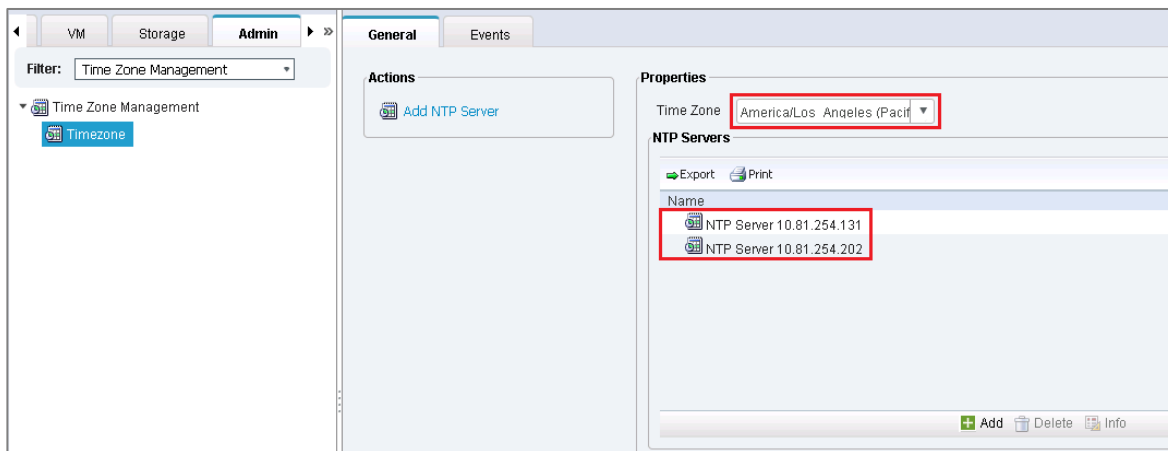 VM Storage Admin
Filter: Time Zone Management
Time Zone Management
Timezone
General Events
Actions
Add NTP Server
Properties
Time Zone America/Los_Angeles (Pacif
NTP Servers
Export Print
Name
NTP Server 10.81.254.131
NTP Server 10.81.254.202
Add Delete Info